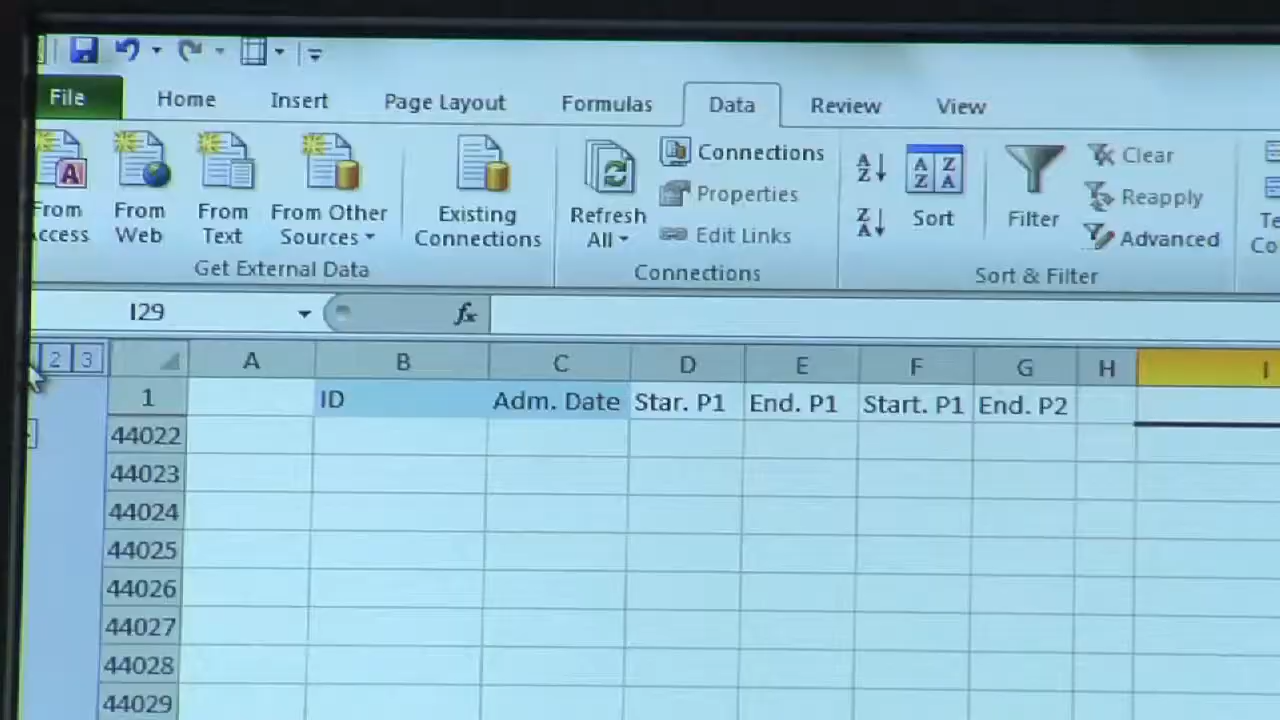 File Home Insert Page Layout Formulas Data Review View
From Access From Web From Text From Other Sources Existing Connections Refresh All Connections Properties Edit Links A Z Z A A Z Z A Sort Filter Clear Reapply Advanced
Get External Data Connections Sort & Filter
I29 fx
2 3 A B C D E F G H I
1 ID Adm. Date Star. P1 End. P1 Start. P1 End. P2
44022
44023
44024
44025
44026
44027
44028
44029